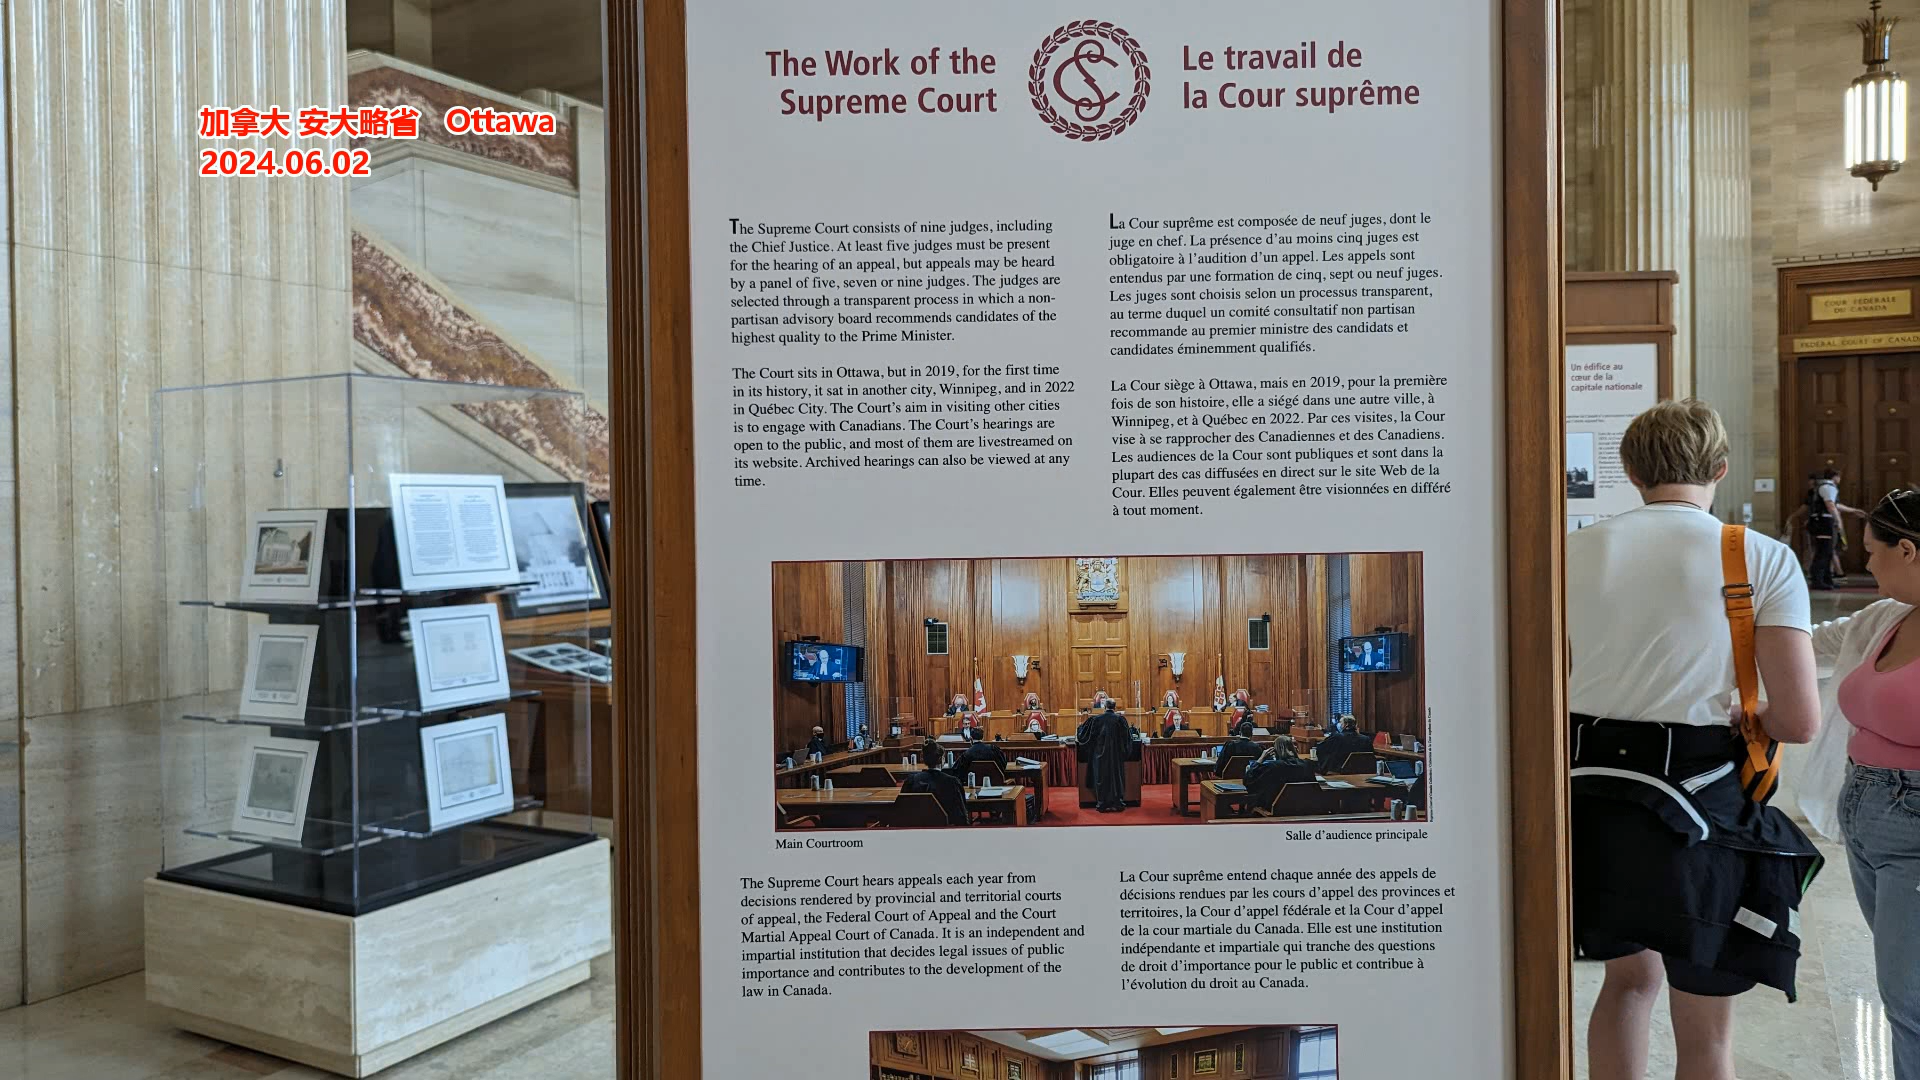 加拿大 安大略省 Ottawa
2024.06.02
The Work of the
Supreme Court
Le travail de
la Cour suprême
The Supreme Court consists of nine judges, including
the Chief Justice. At least five judges must be present
for the hearing of an appeal, but appeals may be heard
by a panel of five, seven or nine judges. The judges are
selected through a transparent process in which a non-
partisan advisory board recommends candidates of the
highest quality to the Prime Minister.
The Court sits in Ottawa, but in 2019, for the first time
in its history, it sat in another city, Winnipeg, and in 2022
in Québec City. The Court's aim in visiting other cities
is to engage with Canadians. The Court's hearings are
open to the public, and most of them are livestreamed on
its website. Archived hearings can also be viewed at any
time.
La Cour suprême est composée de neuf juges, dont le
juge en chef. La présence d'au moins cinq juges est
obligatoire à l'audition d'un appel. Les appels sont
entendus par une formation de cinq, sept ou neuf juges.
Les juges sont choisis selon un processus transparent,
au terme duquel un comité consultatif non partisan
recommande au premier ministre des candidats et
candidates éminemment qualifiés.
La Cour siège à Ottawa, mais en 2019, pour la première
fois de son histoire, elle a siégé dans une autre ville, à
Winnipeg, et à Québec en 2022. Par ces visites, la Cour
vise à se rapprocher des Canadiennes et des Canadiens.
Les audiences de la Cour sont publiques et sont dans la
plupart des cas diffusées en direct sur le site Web de la
Cour. Elles peuvent également être visionnées en différé
à tout moment.
Main Courtroom
Salle d'audience principale
The Supreme Court hears appeals each year from
decisions rendered by provincial and territorial courts
of appeal, the Federal Court of Appeal and the Court
Martial Appeal Court of Canada. It is an independent and
impartial institution that decides legal issues of public
importance and contributes to the development of the
law in Canada.
La Cour suprême entend chaque année des appels de
décisions rendues par les cours d'appel des provinces et
territoires, la Cour d'appel fédérale et la Cour d'appel
de la cour martiale du Canada. Elle est une institution
indépendante et impartiale qui tranche des questions
de droit d'importance pour le public et contribue à
l'évolution du droit au Canada.
Un édifice au
cœur de la
capitale nationale
COUR FÉDÉRALE
DU CANADA
FEDERAL COURT OF CANAD